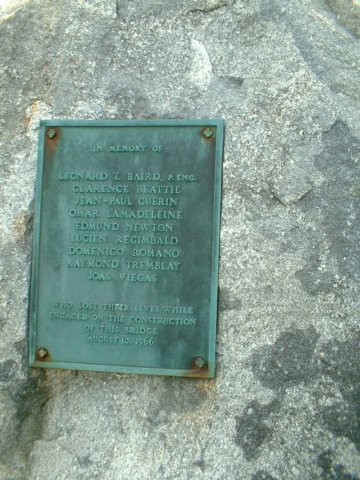 IN MEMORY OF
LEONARD T. BAIRD, P. ENG.
CLARENCE BEATTIE
JEAN-PAUL GUERIN
OMAR LAMADELEINE
EDMUND NEWTON
LUCIEN REGIMBALD
DOMENICO ROMANO
RAYMOND TREMBLAY
JOAS VIEGAS
WHO LOST THEIR LIVES WHILE
ENGAGED ON THE CONSTRUCTION
OF THIS BRIDGE
AUGUST 10, 1966